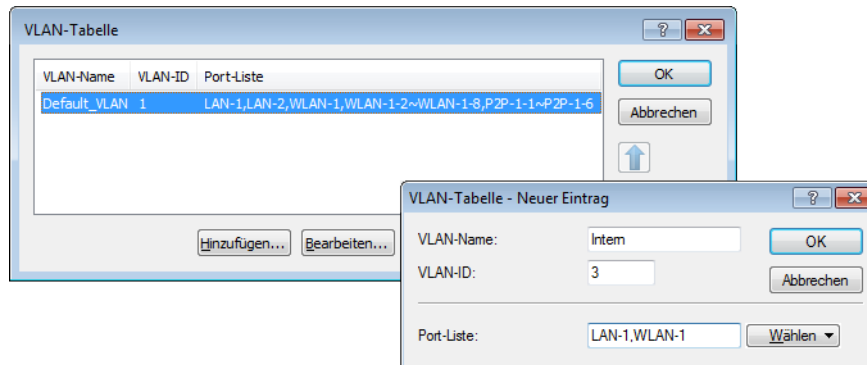 VLAN-Tabelle
VLAN-Name VLAN-ID Port-Liste
Default_VLAN 1 LAN-1,LAN-2,WLAN-1,WLAN-1-2~WLAN-1-8,P2P-1-1~P2P-1-6
OK
Abbrechen
Hinzufügen... Bearbeiten...
VLAN-Tabelle - Neuer Eintrag
VLAN-Name: Intern
OK
VLAN-ID: 3
Abbrechen
Port-Liste: LAN-1,WLAN-1 Wählen